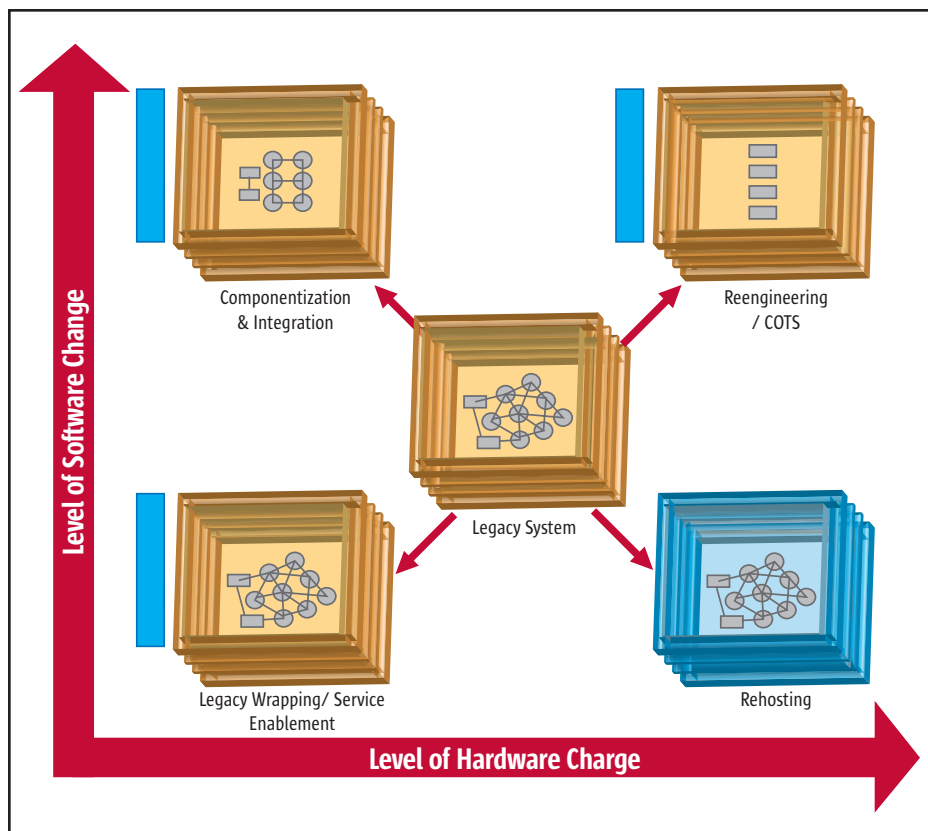 Level of Software Change
Componentization
& Integration
Reengineering
/ COTS
Legacy System
Legacy Wrapping/ Service
Enablement
Rehosting
Level of Hardware Charge